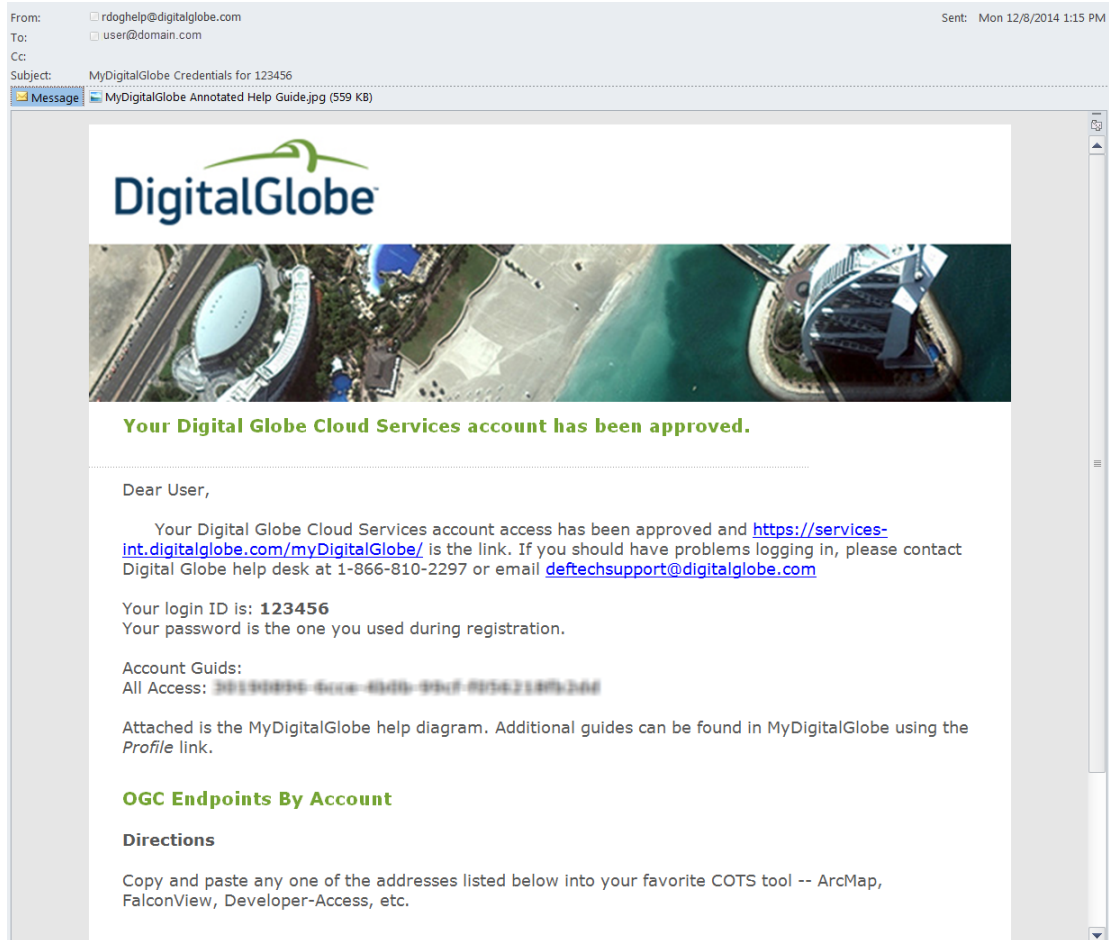 From: rdoghelp@digitalglobe.com Sent: Mon 12/8/2014 1:15 PM
To: user@domain.com
Cc:
Subject: MyDigitalGlobe Credentials for 123456
Message MyDigitalGlobe Annotated Help Guide.jpg (559 KB)
DigitalGlobe
Your Digital Globe Cloud Services account has been approved.
Dear User,
Your Digital Globe Cloud Services account access has been approved and https://services-
int.digitalglobe.com/myDigitalGlobe/ is the link. If you should have problems logging in, please contact
Digital Globe help desk at 1-866-810-2297 or email deftechsupport@digitalglobe.com
Your login ID is: 123456
Your password is the one you used during registration.
Account Guids:
All Access:
Attached is the MyDigitalGlobe help diagram. Additional guides can be found in MyDigitalGlobe using the
Profile link.
OGC Endpoints By Account
Directions
Copy and paste any one of the addresses listed below into your favorite COTS tool -- ArcMap,
FalconView, Developer-Access, etc.